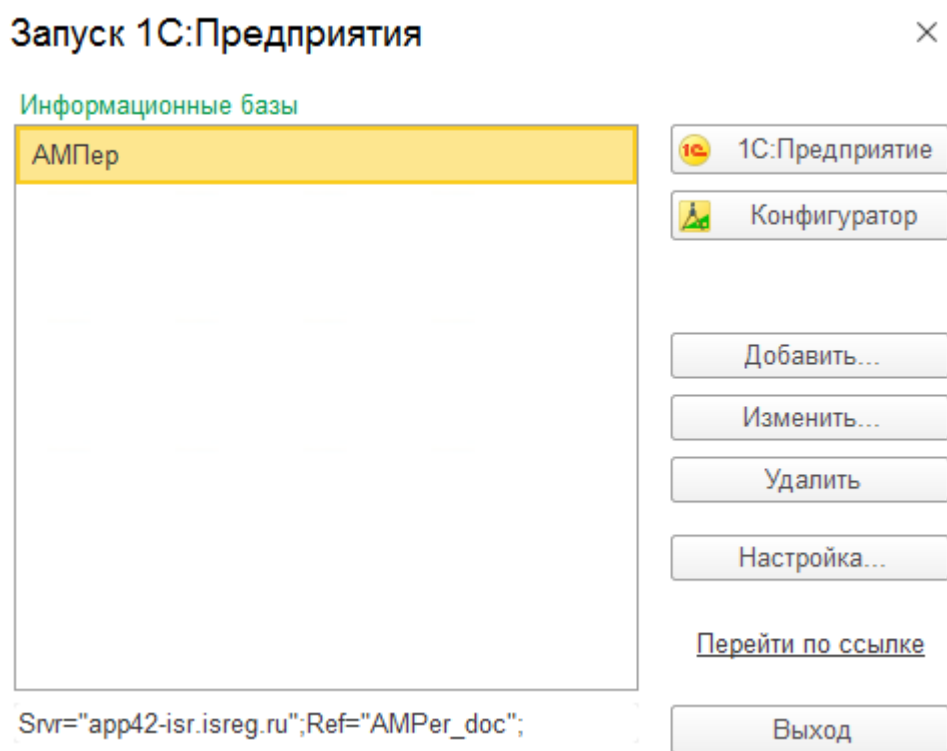 Запуск 1С:Предприятия
Информационные базы
АМПер
1С:Предприятие
Конфигуратор
Добавить...
Изменить...
Удалить
Настройка...
Перейти по ссылке
Srvr="app42-isr.isreg.ru";Ref="AMPer_doc";
Выход